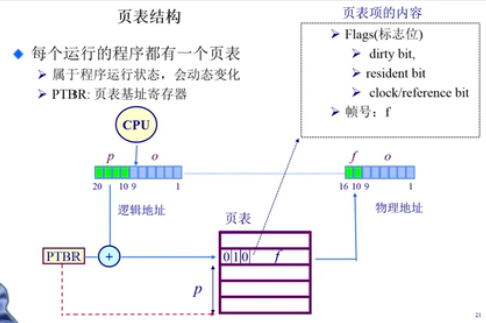 页表结构
每个运行的程序都有一个页表
属于程序运行状态，会动态变化
PTBR: 页表基址寄存器
页表项的内容
Flags(标志位)
dirty bit,
resident bit
clock/reference bit
帧号：f
CPU
p o
20 10 9 1
逻辑地址
f o
16 10 9 1
物理地址
页表
PTBR
+
0 1 0 f
p
21